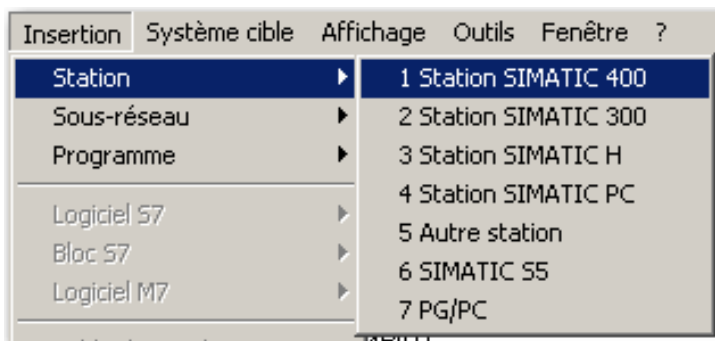 Insertion Système cible Affichage Outils Fenêtre ?
Station
Sous-réseau
Programme
Logiciel S7
Bloc S7
Logiciel M7
1 Station SIMATIC 400
2 Station SIMATIC 300
3 Station SIMATIC H
4 Station SIMATIC PC
5 Autre station
6 SIMATIC S5
7 PG/PC